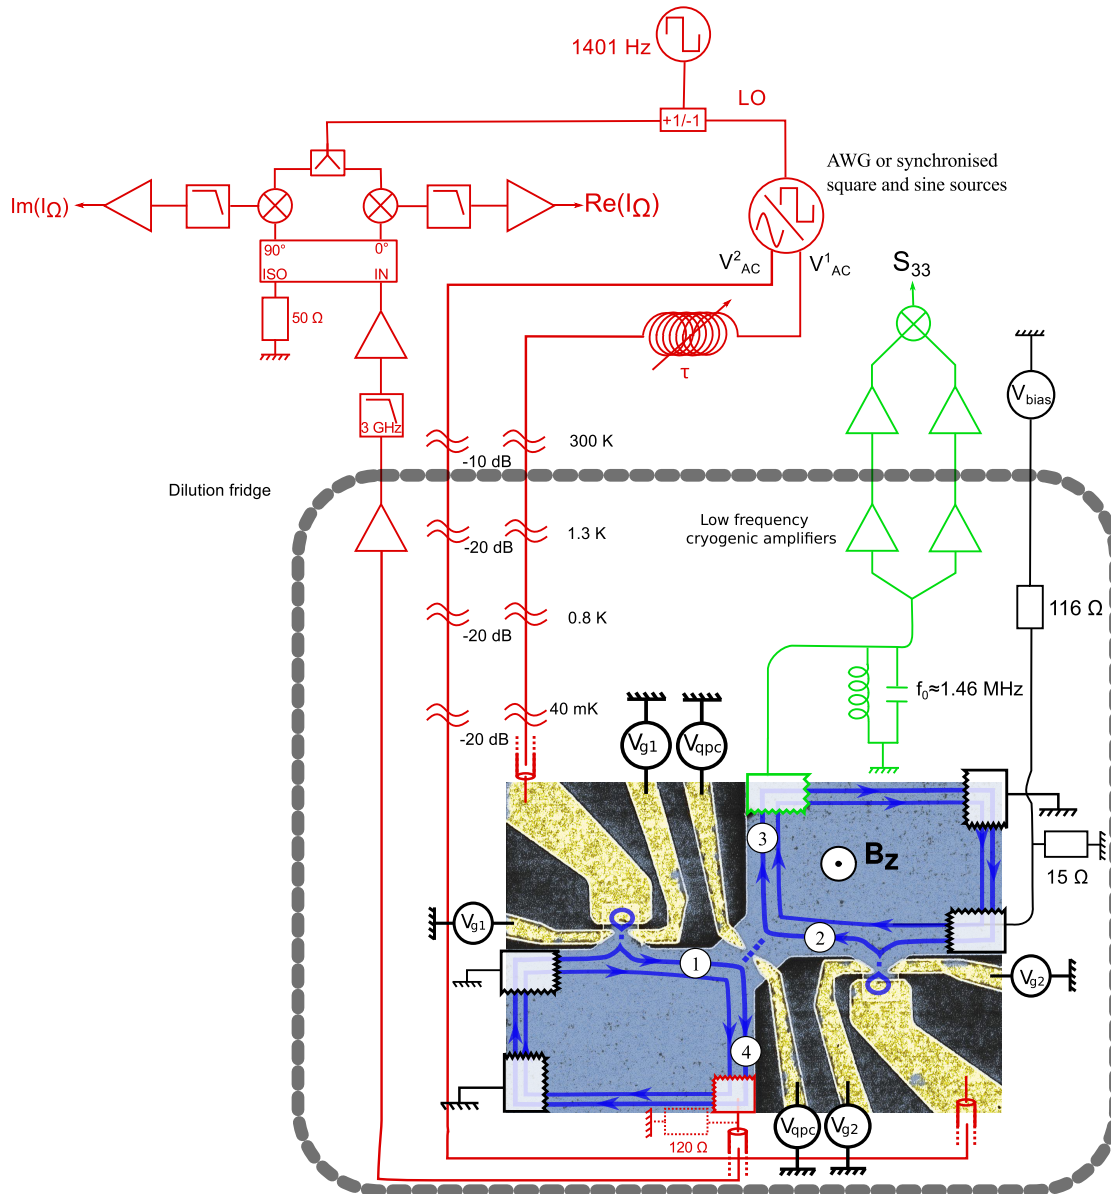 1401 Hz
LO
+1/-1
AWG or synchronised
square and sine sources
Im(IΩ)
Re(IΩ)
90°
0°
ISO
IN
50 Ω
V²AC
V¹AC
S33
τ
Vbias
3 GHz
300 K
-10 dB
Dilution fridge
Low frequency
cryogenic amplifiers
1.3 K
-20 dB
116 Ω
0.8 K
-20 dB
f₀≈1.46 MHz
40 mK
-20 dB
Vg1
Vqpc
3
Bz
15 Ω
Vg1
2
1
Vg2
4
120 Ω
Vqpc
Vg2